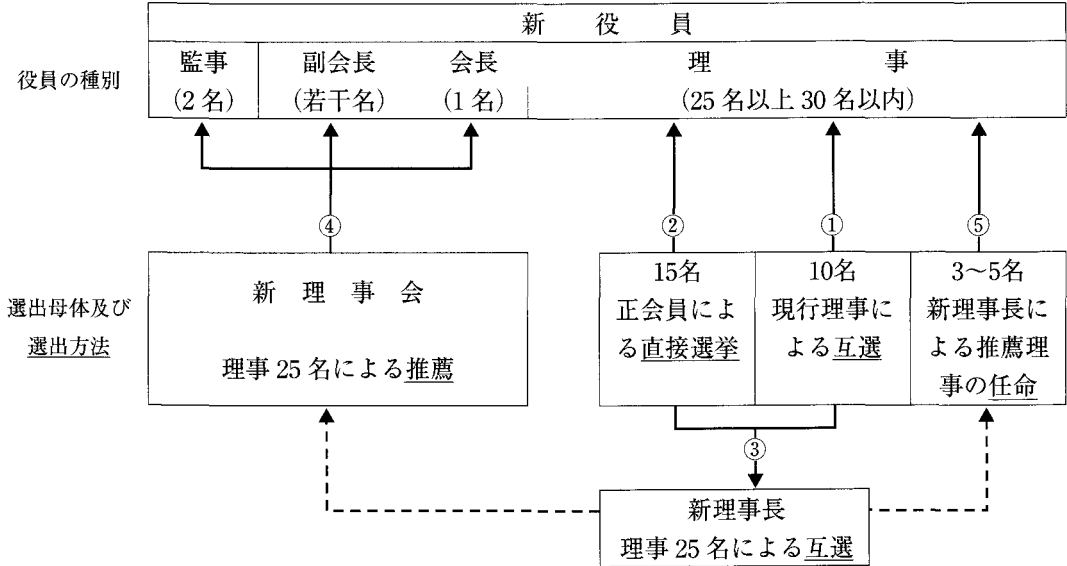 新役員
役員の種別
監事
(2名)
副会長
(若干名)
会長
(1名)
理事
(25名以上30名以内)
④
②
①
⑤
選出母体及び
選出方法
新理事会
理事25名による推薦
15名
正会員によ
る直接選挙
10名
現行理事に
よる互選
3〜5名
新理事長に
よる推薦理
事の任命
③
新理事長
理事25名による互選